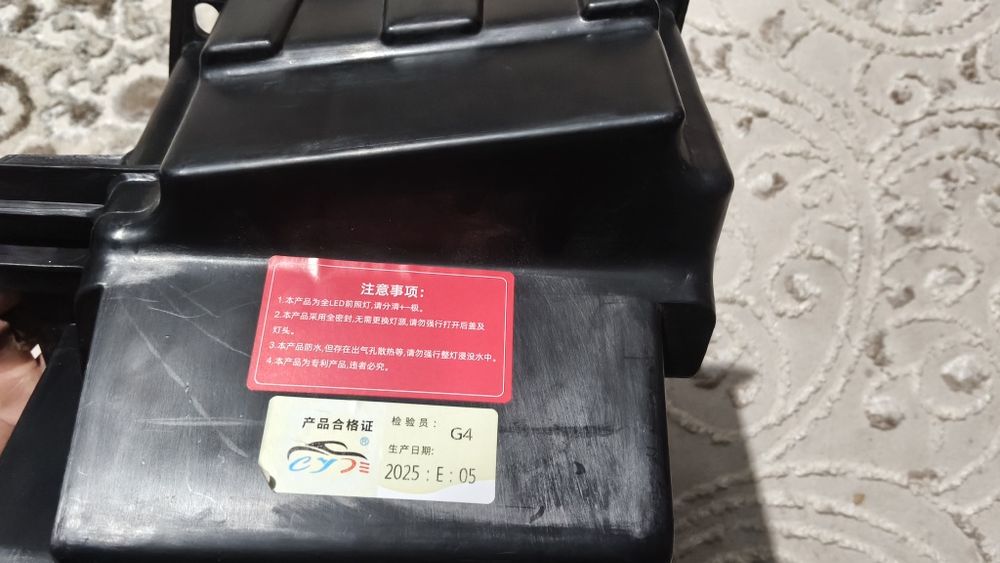 注意事项：
1.本产品为全LED前照灯,请分清+一级。
2.本产品采用全密封,无需更换灯源,请勿强行打开后盖及
灯头。
3.本产品防水,但存在出气孔散热等,请勿强行整灯浸没水中。
4.本产品为专利产品,违者必究。
产品合格证
®
CYDE
检验员：
G4
生产日期：
2025：E：05